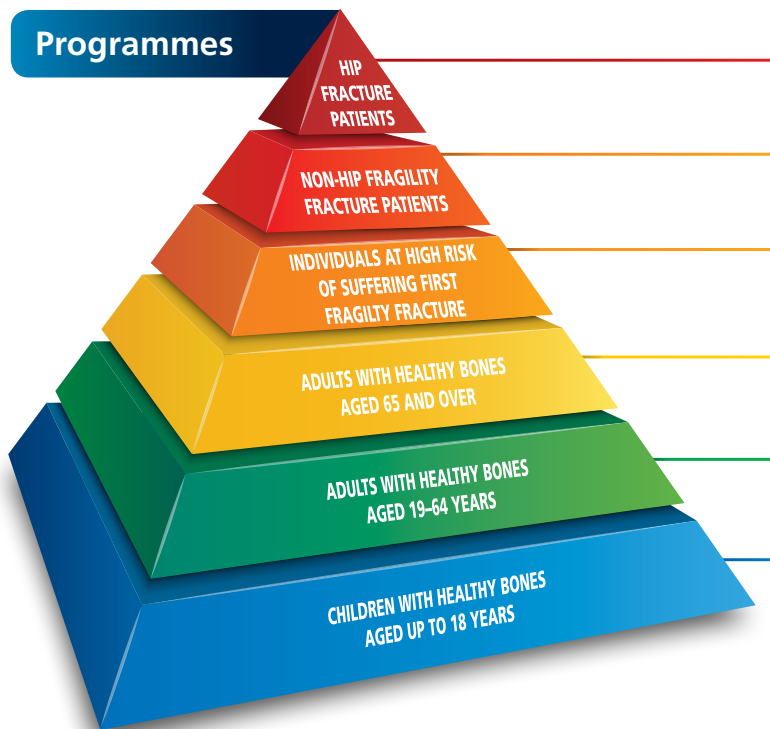 Programmes
HIP
FRACTURE
PATIENTS
NON-HIP FRAGILITY
FRACTURE PATIENTS
INDIVIDUALS AT HIGH RISK
OF SUFFERING FIRST
FRAGILTY FRACTURE
ADULTS WITH HEALTHY BONES
AGED 65 AND OVER
ADULTS WITH HEALTHY BONES
AGED 19–64 YEARS
CHILDREN WITH HEALTHY BONES
AGED UP TO 18 YEARS